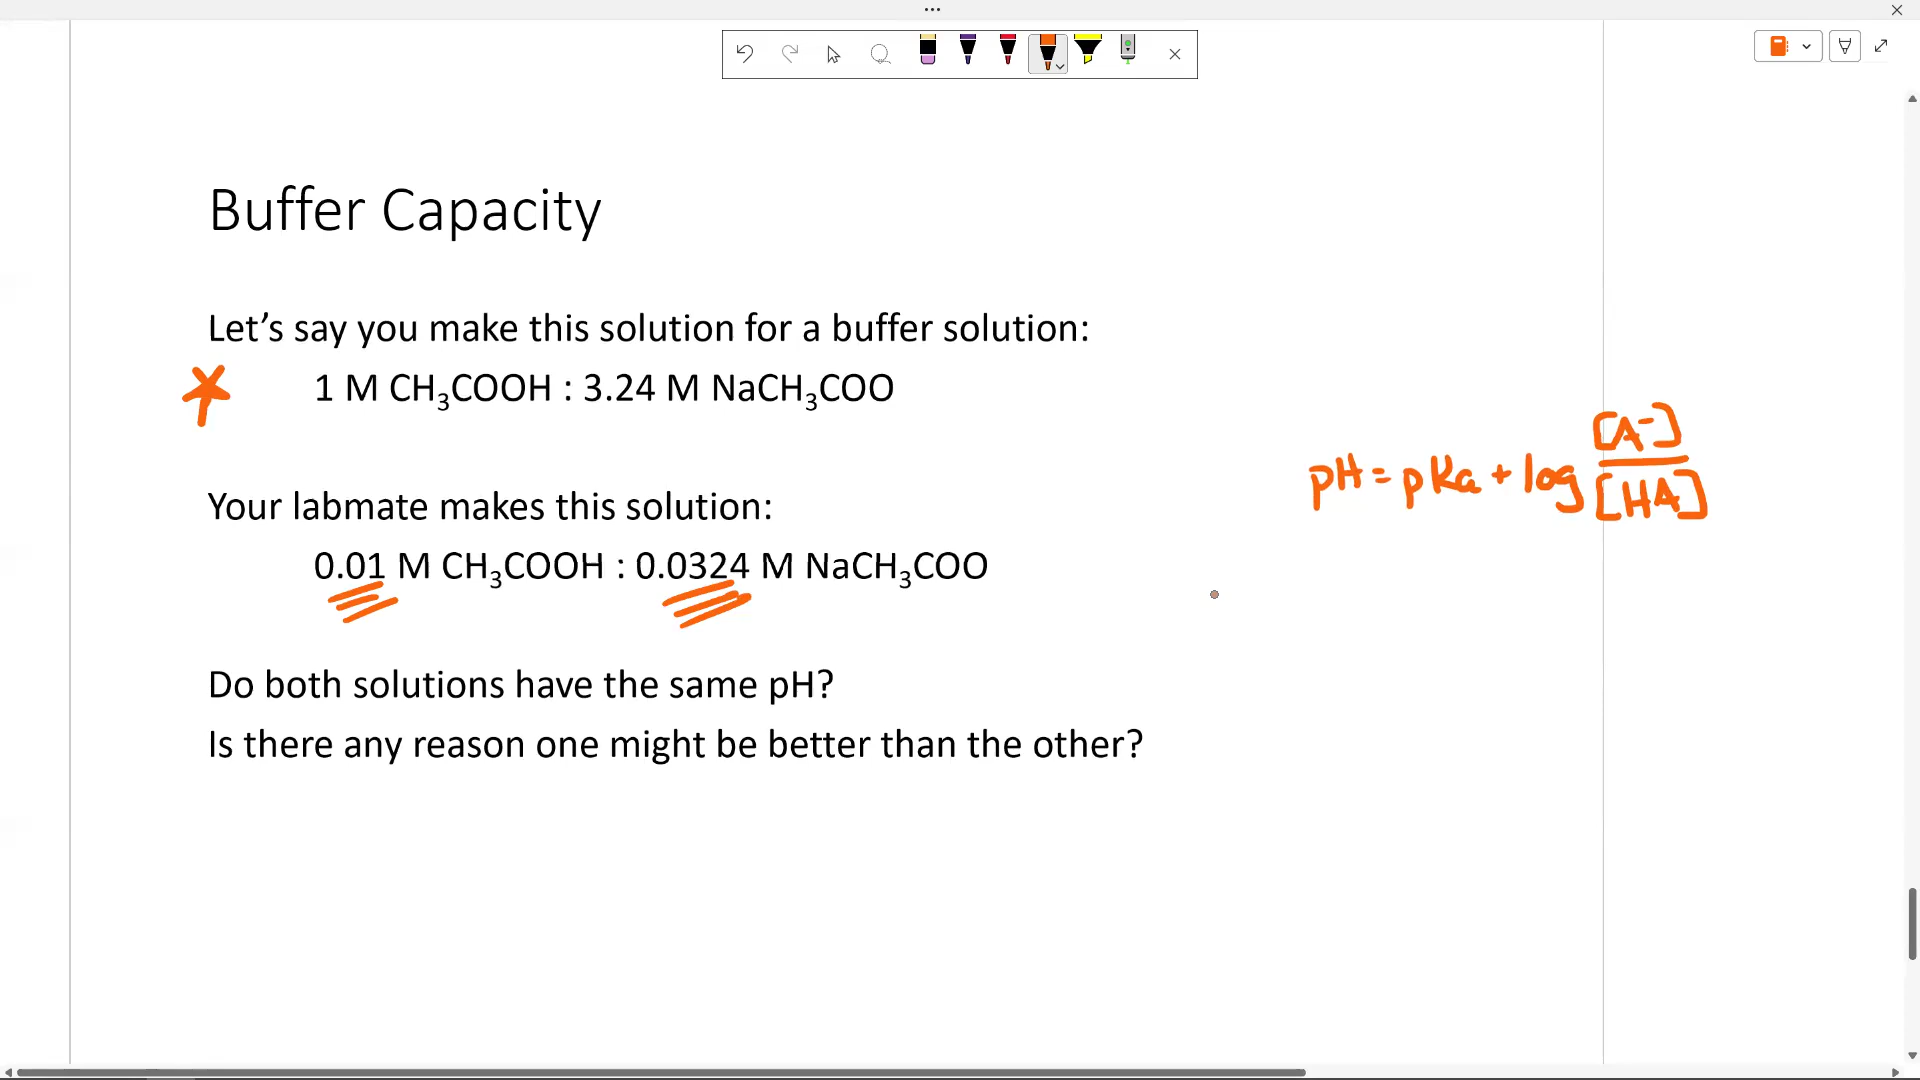 Buffer Capacity
Let’s say you make this solution for a buffer solution:
1 M CH₃COOH : 3.24 M NaCH₃COO
pH = pKa + log [A⁻] / [HA]
Your labmate makes this solution:
0.01 M CH₃COOH : 0.0324 M NaCH₃COO
Do both solutions have the same pH?
Is there any reason one might be better than the other?